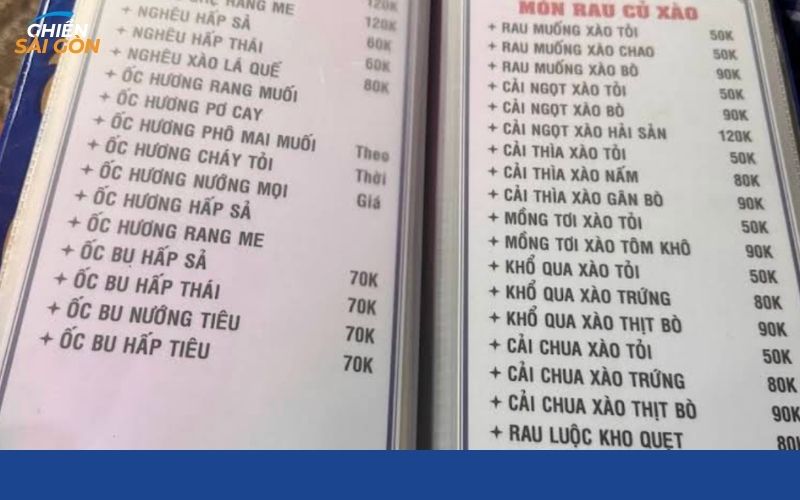 CHIẾN
SÀI GÒN
120K
RANG ME 120K
+ NGHÊU HẤP SẢ 60K
+ NGHÊU HẤP THÁI 60K
+ NGHÊU XÀO LÁ QUẾ 80K
+ ỐC HƯƠNG RANG MUỐI
+ ỐC HƯƠNG PƠ CAY
+ ỐC HƯƠNG PHÔ MAI MUỐI Theo
+ ỐC HƯƠNG CHÁY TỎI Thời
+ ỐC HƯƠNG NƯỚNG MỌI Giá
+ ỐC HƯƠNG HẤP SẢ
+ ỐC HƯƠNG RANG ME
+ ỐC BỤ HẤP SẢ 70K
+ ỐC BU HẤP THÁI 70K
+ ỐC BU NƯỚNG TIÊU 70K
+ ỐC BU HẤP TIÊU 70K
MÓN RAU CỦ XÀO
+ RAU MUỐNG XÀO TỎI 50K
+ RAU MUỐNG XÀO CHAO 50K
+ RAU MUỐNG XÀO BÒ 90K
+ CẢI NGỌT XÀO TỎI 50K
+ CẢI NGỌT XÀO BÒ 90K
+ CẢI NGỌT XÀO HẢI SẢN 120K
+ CẢI THÌA XÀO TỎI 50K
+ CẢI THÌA XÀO NẤM 80K
+ CẢI THÌA XÀO GÂN BÒ 90K
+ MỒNG TƠI XÀO TỎI 50K
+ MỒNG TƠI XÀO TÔM KHÔ 90K
+ KHỔ QUA XÀO TỎI 50K
+ KHỔ QUA XÀO TRỨNG 80K
+ KHỔ QUA XÀO THỊT BÒ 90K
+ CẢI CHUA XÀO TỎI 50K
+ CẢI CHUA XÀO TRỨNG 80K
+ CẢI CHUA XÀO THỊT BÒ 90K
+ RAU LUỘC KHO QUẸT 80K